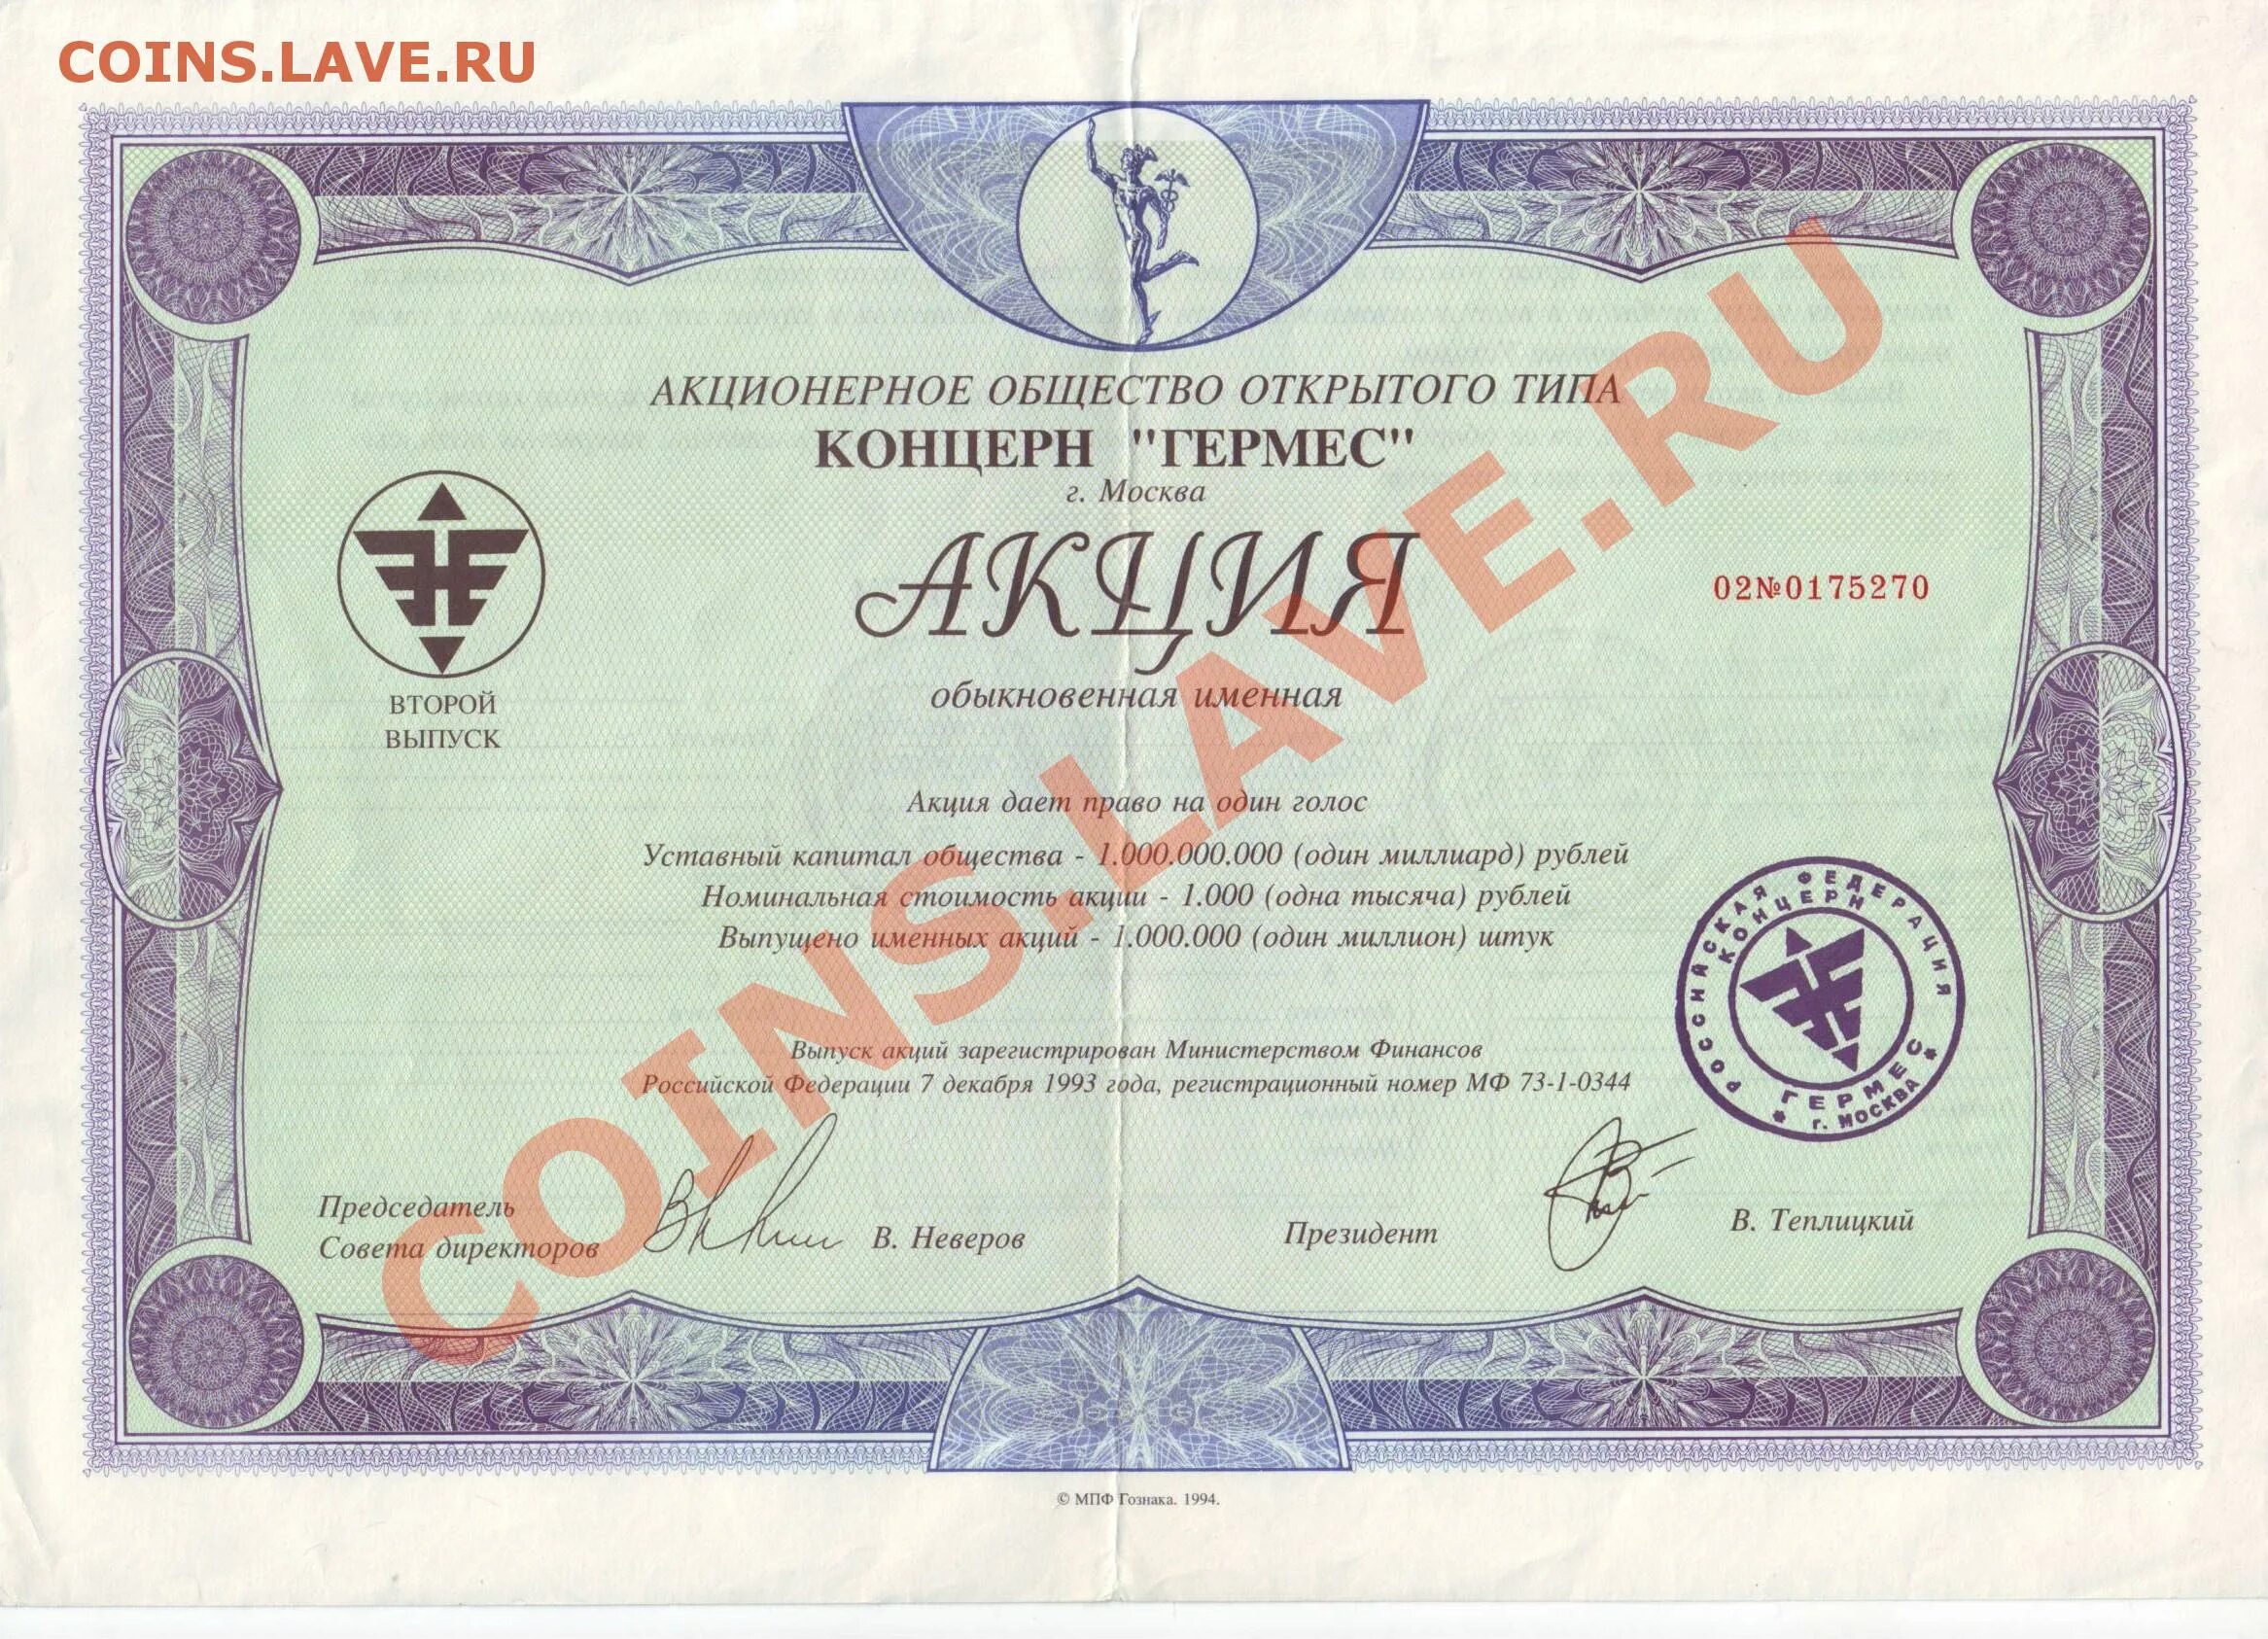 COINS.LAVE.RU
АКЦИОНЕРНОЕ ОБЩЕСТВО ОТКРЫТОГО ТИПА
КОНЦЕРН "ГЕРМЕС"
г. Москва
АКЦИЯ
02№0175270
обыкновенная именная
ВТОРОЙ
ВЫПУСК
Акция дает право на один голос
Уставный капитал общества - 1.000.000.000 (один миллиард) рублей
Номинальная стоимость акции - 1.000 (одна тысяча) рублей
Выпущено именных акций - 1.000.000 (один миллион) штук
РОССИЙСКАЯ ФЕДЕРАЦИЯ
КОНЦЕРН
ГЕРМЕС
г. МОСКВА
Выпуск акций зарегистрирован Министерством Финансов
Российской Федерации 7 декабря 1993 года, регистрационный номер МФ 73-1-0344
Председатель
Совета директоров
В. Неверов
Президент
В. Теплицкий
© МПФ Гознака. 1994.
COINS.LAVE.RU